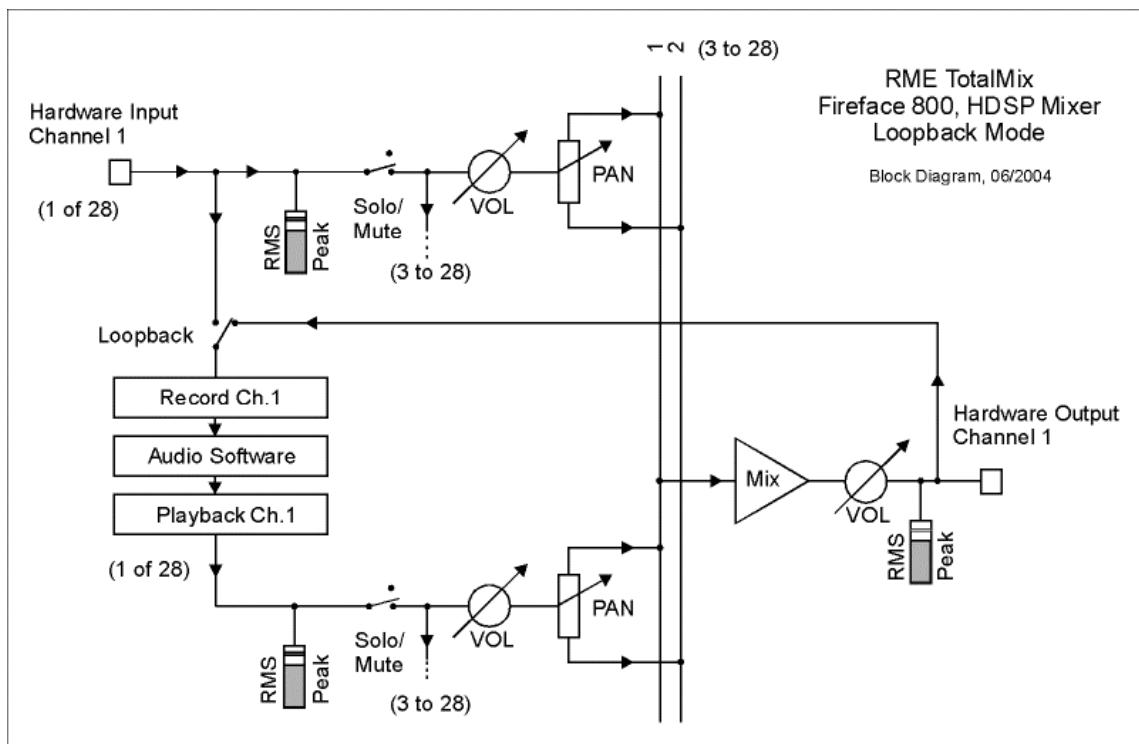 1
2
(3 to 28)
RME TotalMix
Fireface 800, HDSP Mixer
Loopback Mode
Block Diagram, 06/2004
Hardware Input
Channel 1
(1 of 28)
RMS
Peak
Solo/
Mute
(3 to 28)
VOL
PAN
Loopback
Record Ch.1
Audio Software
Playback Ch.1
(1 of 28)
RMS
Peak
Solo/
Mute
(3 to 28)
VOL
PAN
Mix
VOL
Hardware Output
Channel 1
RMS
Peak